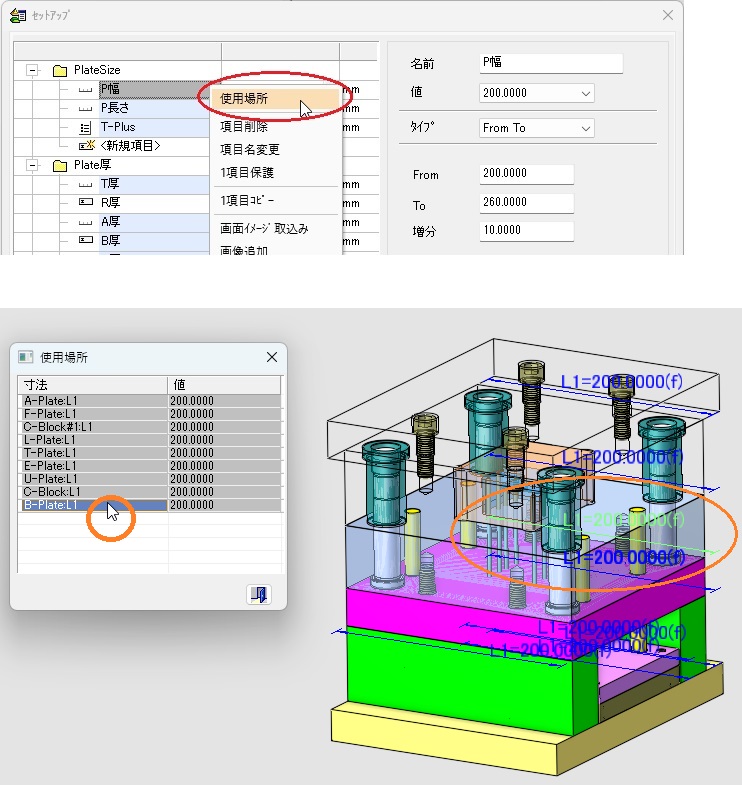 ｾｯﾄｱｯﾌﾟ
PlateSize
P幅
mm
P長さ
mm
T-Plus
<新規項目>
Plate厚
T厚
mm
R厚
mm
A厚
mm
B厚
mm
使用場所
項目削除
項目名変更
1項目保護
1項目ｺﾋﾟｰ
画面ｲﾒｰｼﾞ取込み
画像追加
名前
P幅
値
200.0000
ﾀｲﾌﾟ
From To
From
200.0000
To
260.0000
増分
10.0000
使用場所
寸法 値
A-Plate:L1 200.0000
F-Plate:L1 200.0000
C-Block#1:L1 200.0000
L-Plate:L1 200.0000
T-Plate:L1 200.0000
E-Plate:L1 200.0000
U-Plate:L1 200.0000
C-Block:L1 200.0000
B-Plate:L1 200.0000
L1=200.0000(f)
L1=200.0000(f)
L1=200.0000(f)
L1=200.0000(f)
L1=200.0000(f)
L1=200.0000(f)